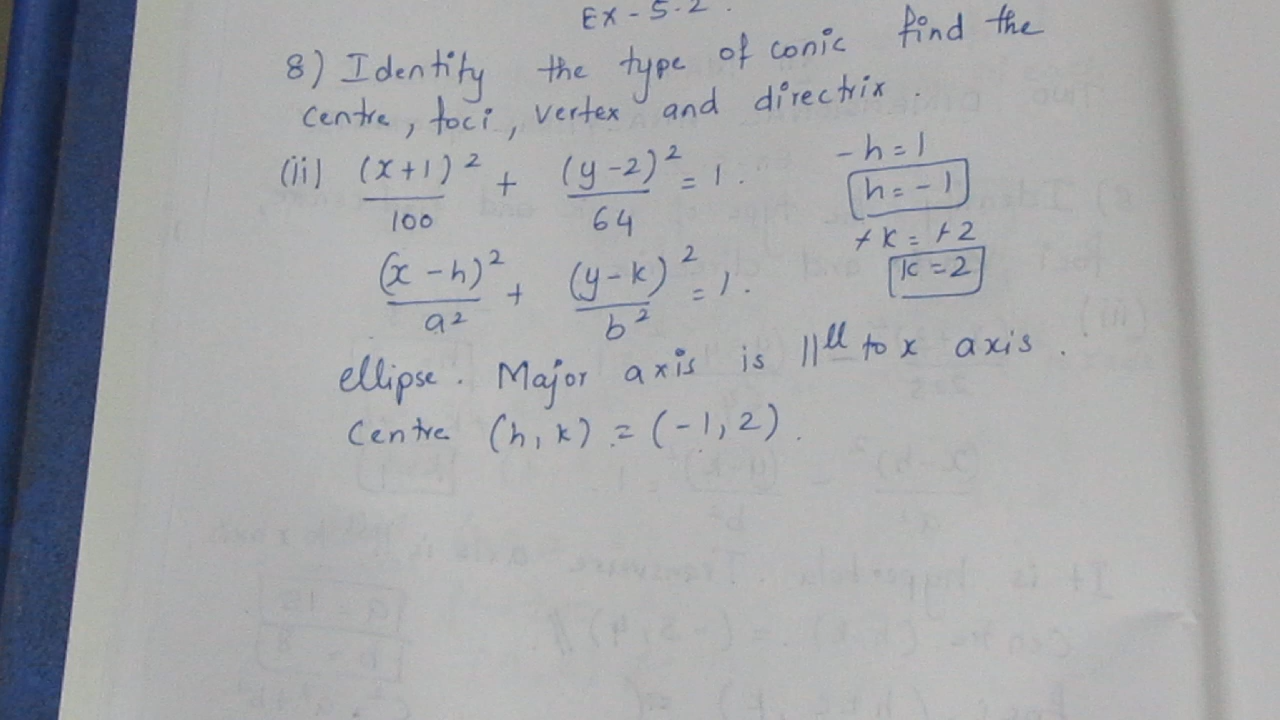 EX - 5.2.
8) Identify the type of conic find the
centre, foci, vertex and directrix.
(ii) (x+1)²/100 + (y-2)²/64 = 1.
-h = 1
h = -1
+k = +2
k = 2
(x-h)²/a² + (y-k)²/b² = 1.
ellipse. Major axis is ||ˡˡ to x axis.
Centre (h, k) = (-1, 2).